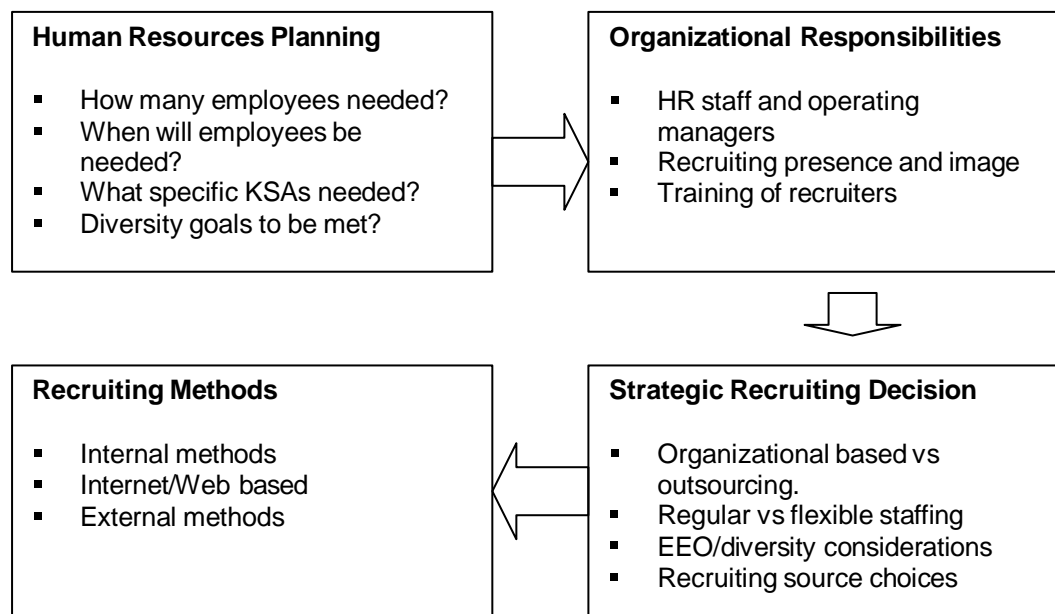 Human Resources Planning
▪ How many employees needed?
▪ When will employees be
needed?
▪ What specific KSAs needed?
▪ Diversity goals to be met?
Organizational Responsibilities
▪ HR staff and operating
managers
▪ Recruiting presence and image
▪ Training of recruiters
Strategic Recruiting Decision
▪ Organizational based vs
outsourcing.
▪ Regular vs flexible staffing
▪ EEO/diversity considerations
▪ Recruiting source choices
Recruiting Methods
▪ Internal methods
▪ Internet/Web based
▪ External methods